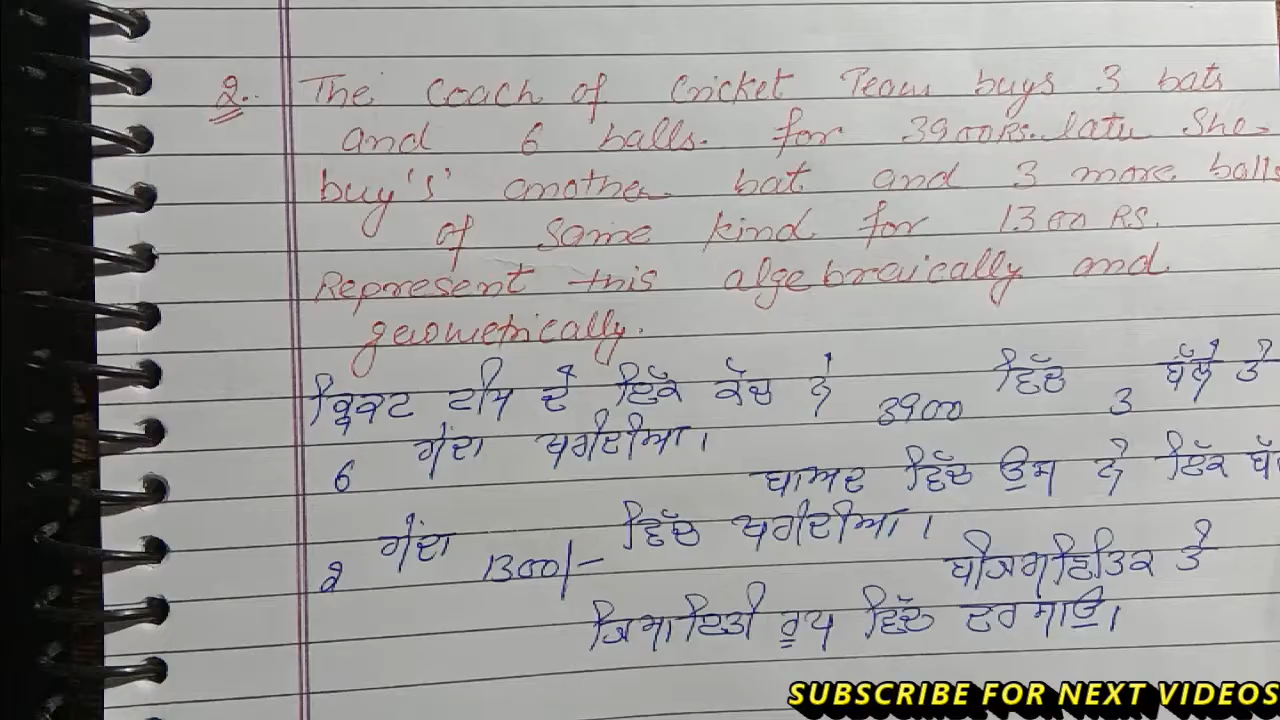 2. The Coach of Cricket Team buys 3 bats
and 6 balls. for 3900Rs. later She
buy's' another bat and 3 more balls
of same kind for 1300 RS.
Represent this algebraically and
geometrically.
ਕ੍ਰਿਕਟ ਟੀਮ ਦੇ ਇੱਕ ਕੋਚ ਨੇ 3900 ਵਿੱਚ 3 ਬੱਲੇ ਤੇ
6 ਗੇਂਦਾ ਖਰੀਦੀਆ।
ਬਾਅਦ ਵਿੱਚ ਉਸ ਨੇ ਇੱਕ
2 ਗੇਂਦਾ 1300/- ਵਿੱਚ ਖਰੀਦੀਆ।
ਬੀਜਗਣਿਤਿਕ ਤੇ
ਜਿਆਇਤੀ ਰੂਪ ਵਿੱਚ ਦਰਸਾਉ।
SUBSCRIBE FOR NEXT VIDEOS